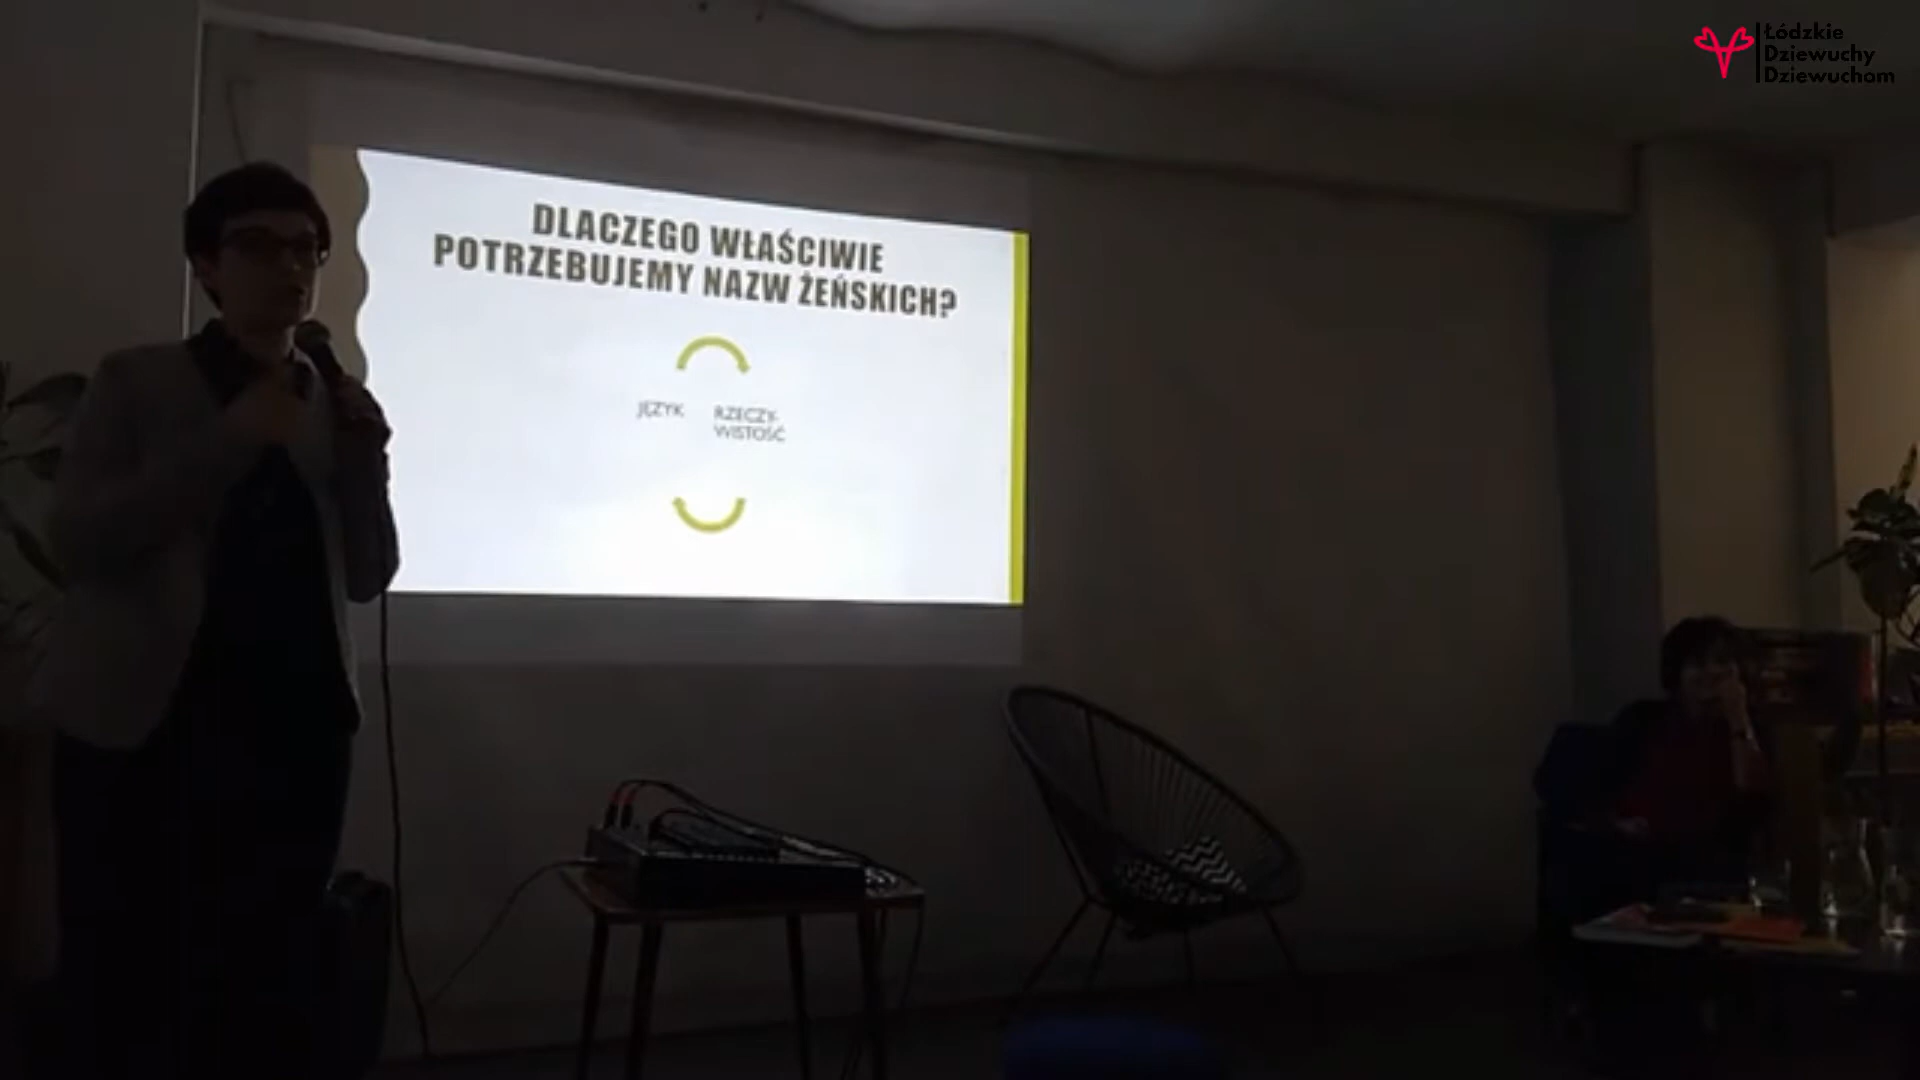 Łódzkie
Dziewuchy
Dziewuchom
DLACZEGO WŁAŚCIWIE
POTRZEBUJEMY NAZW ŻEŃSKICH?
JĘZYK
RZECZY-
WISTOŚĆ